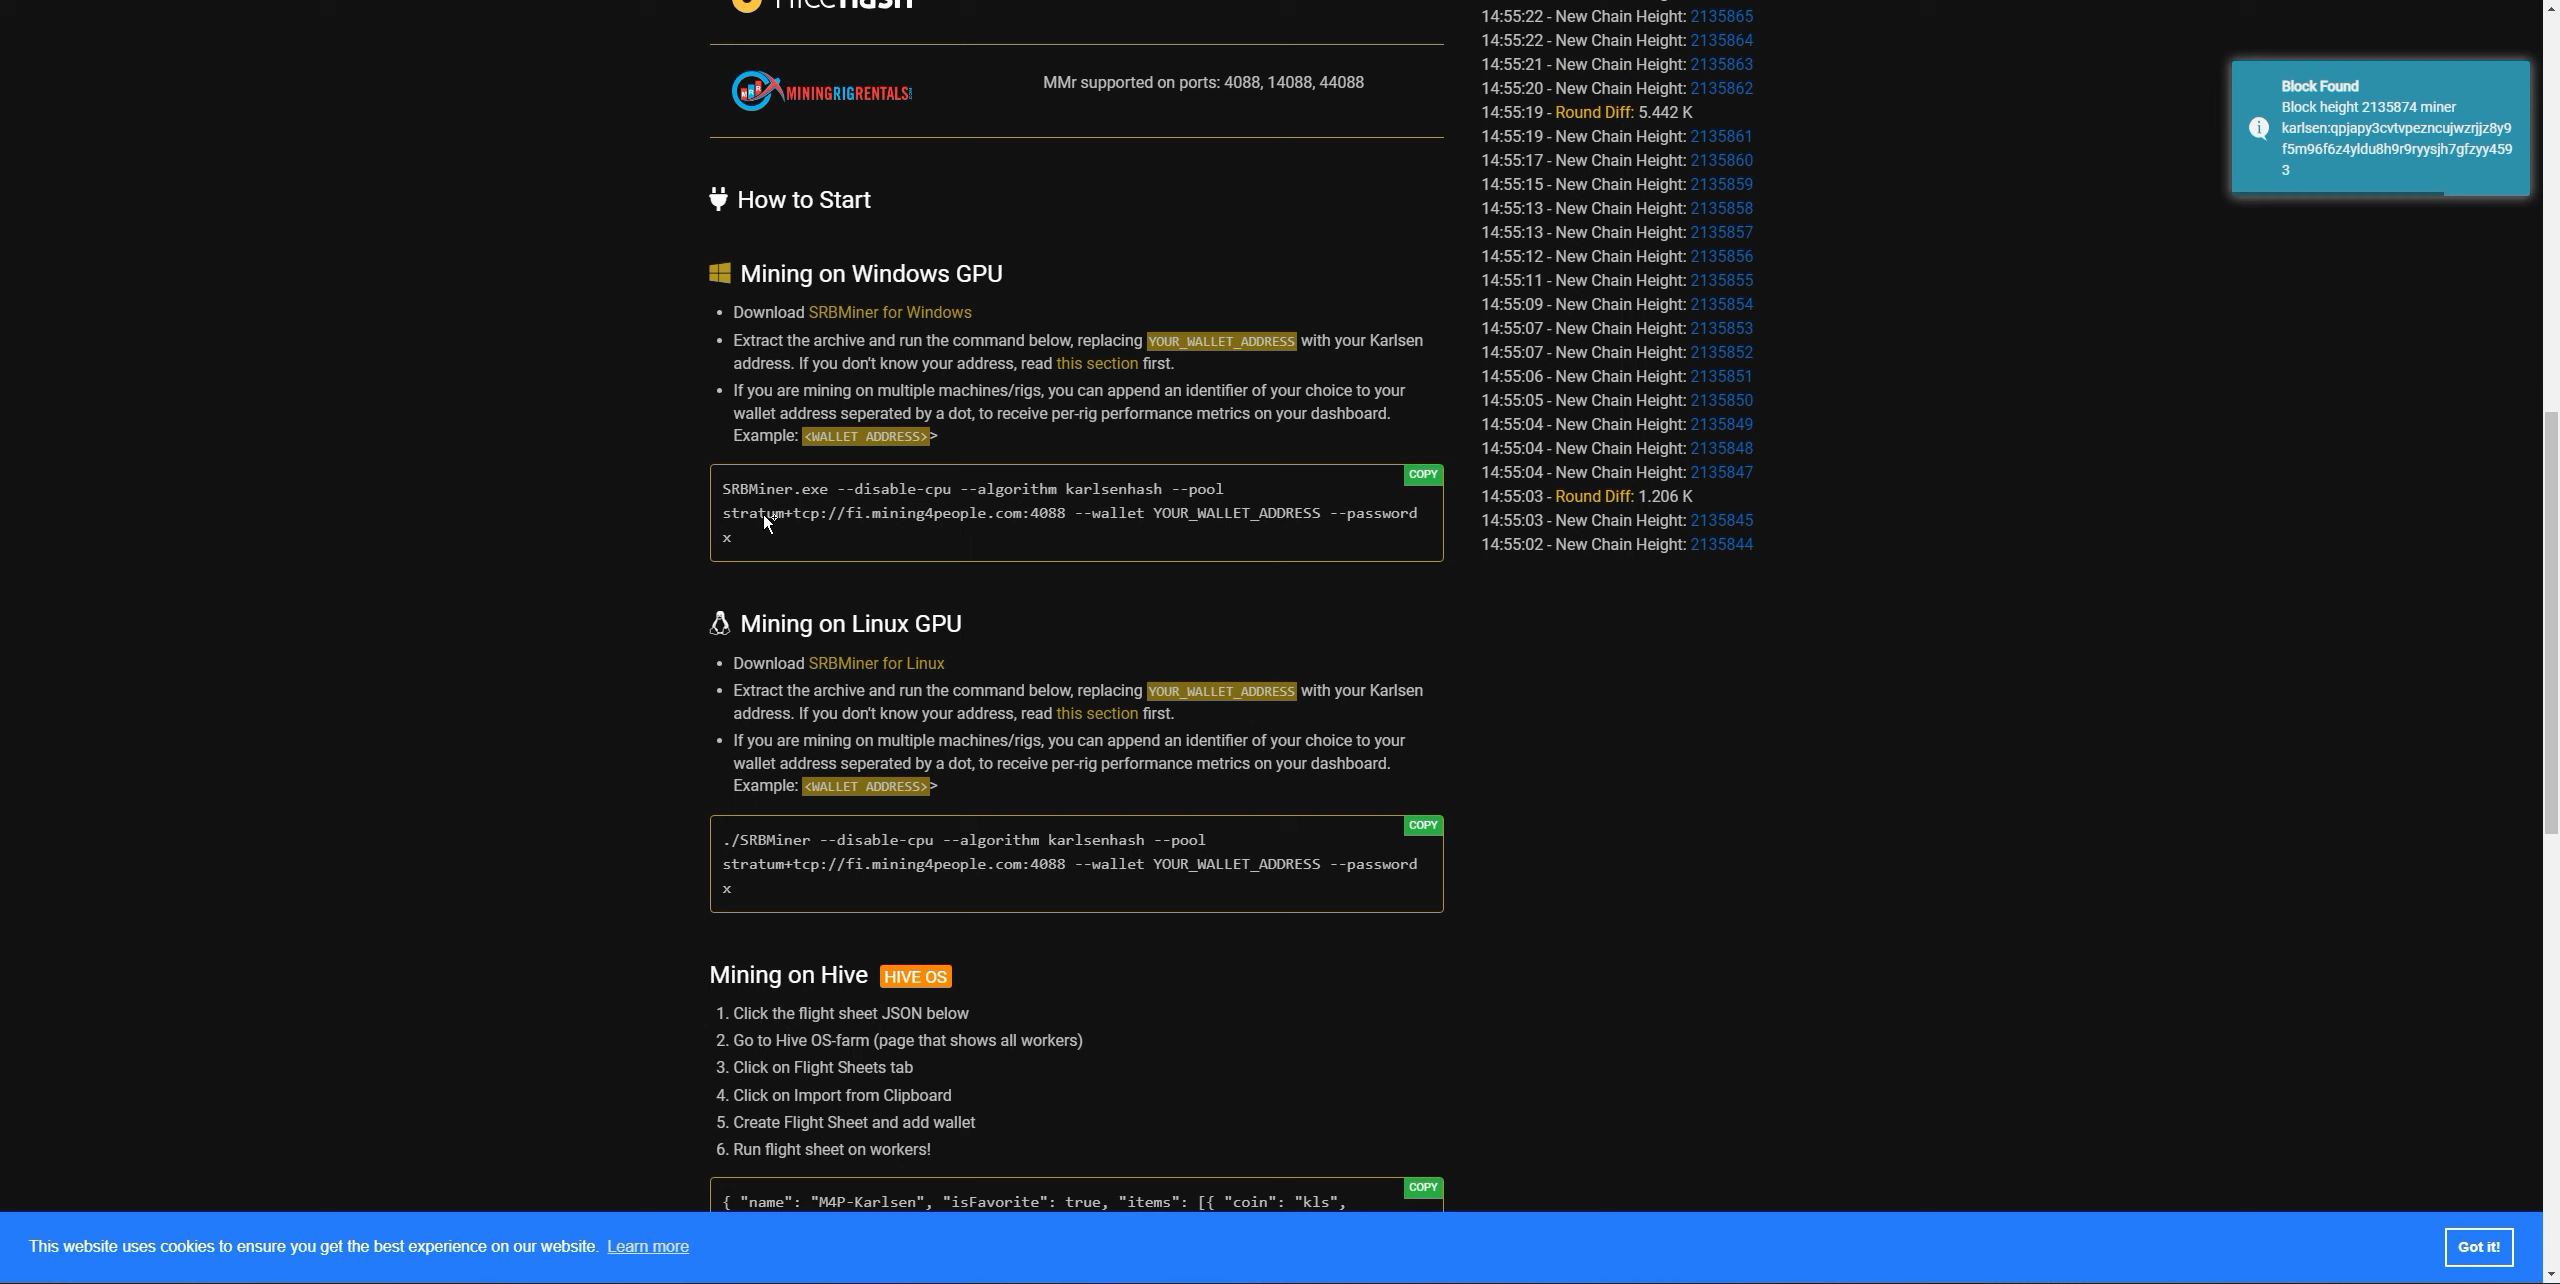 MININGRIGRENTALS
MMr supported on ports: 4088, 14088, 44088
How to Start
Mining on Windows GPU
• Download SRBMiner for Windows
• Extract the archive and run the command below, replacing YOUR_WALLET_ADDRESS with your Karlsen
address. If you don't know your address, read this section first.
• If you are mining on multiple machines/rigs, you can append an identifier of your choice to your
wallet address seperated by a dot, to receive per-rig performance metrics on your dashboard.
Example: <WALLET ADDRESS>>
COPY
SRBMiner.exe --disable-cpu --algorithm karlsenhash --pool
stratum+tcp://fi.mining4people.com:4088 --wallet YOUR_WALLET_ADDRESS --password
x
Mining on Linux GPU
• Download SRBMiner for Linux
• Extract the archive and run the command below, replacing YOUR_WALLET_ADDRESS with your Karlsen
address. If you don't know your address, read this section first.
• If you are mining on multiple machines/rigs, you can append an identifier of your choice to your
wallet address seperated by a dot, to receive per-rig performance metrics on your dashboard.
Example: <WALLET ADDRESS>>
COPY
./SRBMiner --disable-cpu --algorithm karlsenhash --pool
stratum+tcp://fi.mining4people.com:4088 --wallet YOUR_WALLET_ADDRESS --password
x
Mining on Hive HIVE OS
1. Click the flight sheet JSON below
2. Go to Hive OS-farm (page that shows all workers)
3. Click on Flight Sheets tab
4. Click on Import from Clipboard
5. Create Flight Sheet and add wallet
6. Run flight sheet on workers!
COPY
{ "name": "M4P-Karlsen", "isFavorite": true, "items": [{ "coin": "kls",
14:55:22 - New Chain Height: 2135865
14:55:22 - New Chain Height: 2135864
14:55:21 - New Chain Height: 2135863
14:55:20 - New Chain Height: 2135862
14:55:19 - Round Diff: 5.442 K
14:55:19 - New Chain Height: 2135861
14:55:17 - New Chain Height: 2135860
14:55:15 - New Chain Height: 2135859
14:55:13 - New Chain Height: 2135858
14:55:13 - New Chain Height: 2135857
14:55:12 - New Chain Height: 2135856
14:55:11 - New Chain Height: 2135855
14:55:09 - New Chain Height: 2135854
14:55:07 - New Chain Height: 2135853
14:55:07 - New Chain Height: 2135852
14:55:06 - New Chain Height: 2135851
14:55:05 - New Chain Height: 2135850
14:55:04 - New Chain Height: 2135849
14:55:04 - New Chain Height: 2135848
14:55:04 - New Chain Height: 2135847
14:55:03 - Round Diff: 1.206 K
14:55:03 - New Chain Height: 2135845
14:55:02 - New Chain Height: 2135844
Block Found
Block height 2135874 miner
karlsen:qpjapy3cvtvpezncujwzrjjz8y9
f5m96f6z4yldu8h9r9ryysjh7gfzyy459
3
This website uses cookies to ensure you get the best experience on our website. Learn more
Got it!